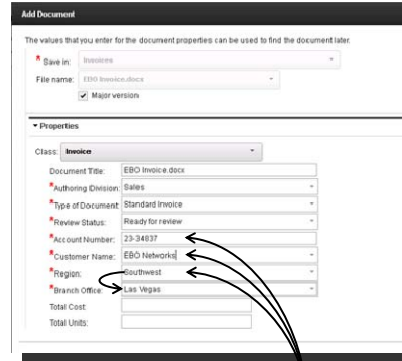 Add Document
The values that you enter for the document properties can be used to find the document later.
* Save in: Invoices
File name: EBO Invoice.docx
Major version
Properties
Class: Invoice
Document Title: EBO Invoice.docx
*Authoring Division: Sales
*Type of Document: Standard Invoice
*Review Status: Ready for review
*Account Number: 23-34837
*Customer Name: EBO Networks
*Region: Southwest
*Branch Office: Las Vegas
Total Cost:
Total Units: